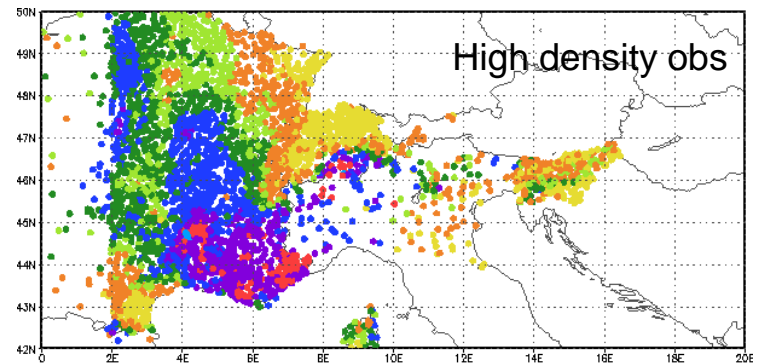 50N
High density obs
49N
48N
47N
46N
45N
44N
43N
42N
0 2E 4E 6E 8E 10E 12E 14E 16E 18E 20E